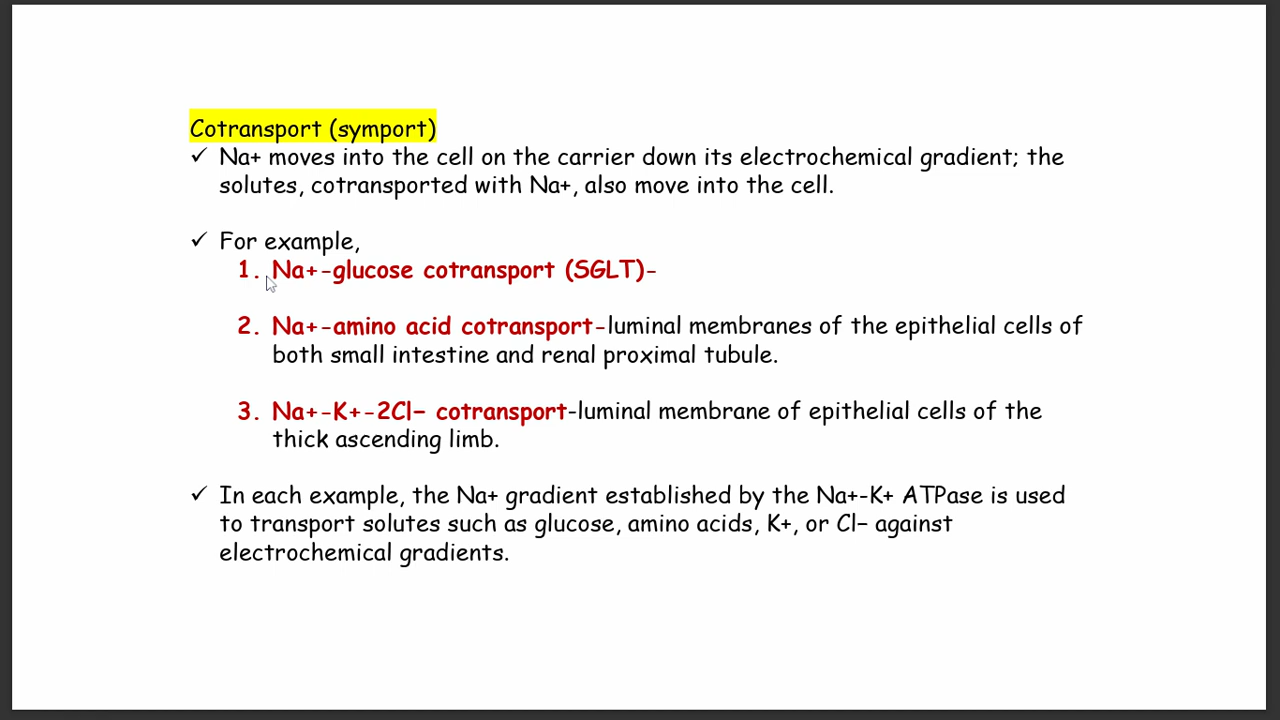 Cotransport (symport)
✓ Na+ moves into the cell on the carrier down its electrochemical gradient; the
solutes, cotransported with Na+, also move into the cell.
✓ For example,
1. Na+-glucose cotransport (SGLT)-
2. Na+-amino acid cotransport-luminal membranes of the epithelial cells of
both small intestine and renal proximal tubule.
3. Na+-K+-2Cl− cotransport-luminal membrane of epithelial cells of the
thick ascending limb.
✓ In each example, the Na+ gradient established by the Na+-K+ ATPase is used
to transport solutes such as glucose, amino acids, K+, or Cl− against
electrochemical gradients.